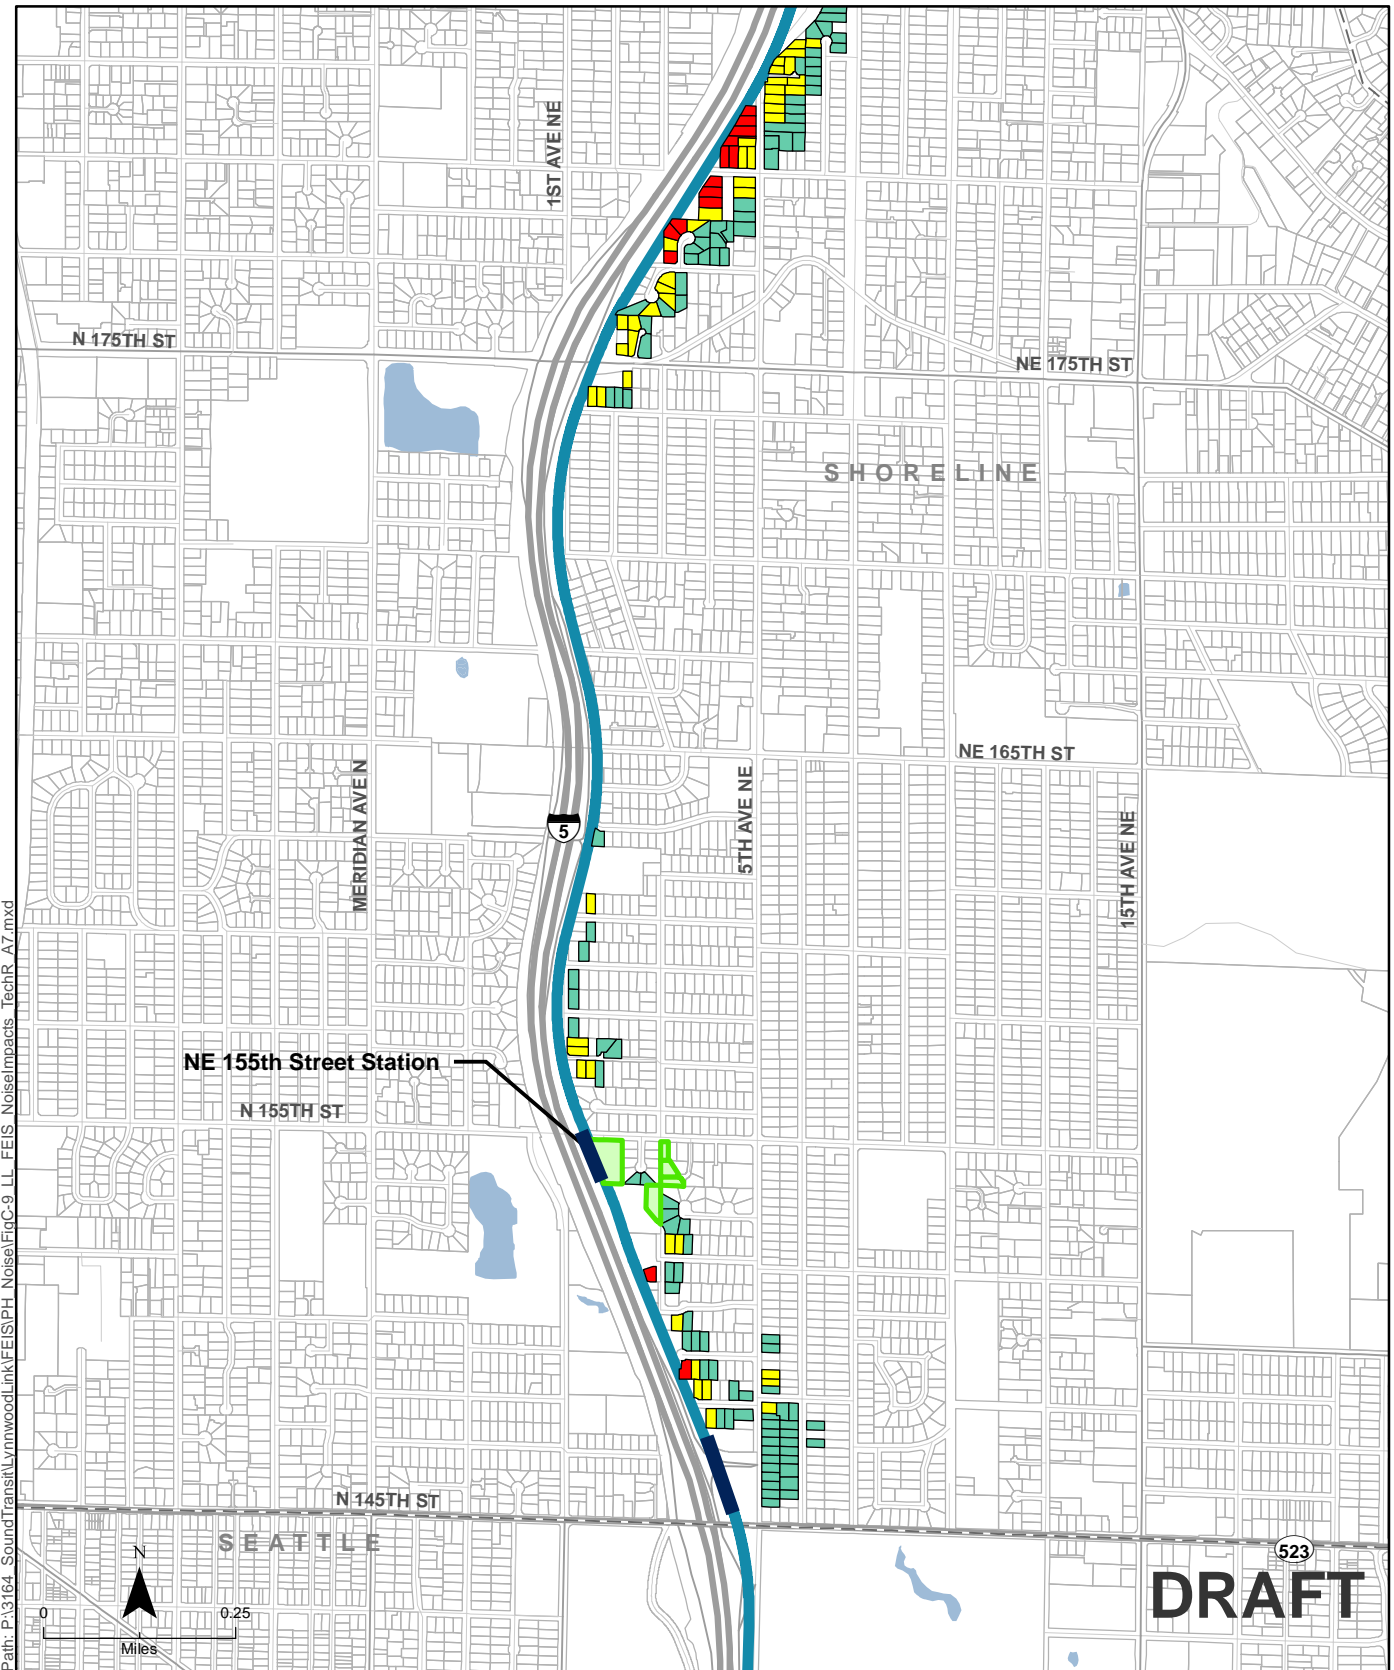 1ST AVE NE
N 175TH ST
NE 175TH ST
SHORELINE
NE 165TH ST
MERIDIAN AVE N
5TH AVE NE
15TH AVE NE
5
NE 155th Street Station
N 155TH ST
N 145TH ST
SEATTLE
N
0 0.25
Miles
523
DRAFT
Path: P:\3164_SoundTransit\LynnwoodLink\FEIS\PH_Noise\FigC-9_LL_FEIS_NoiseImpacts_TechR_A7.mxd